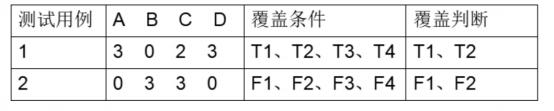 测试用例 A B C D 覆盖条件 覆盖判断
1 3 0 2 3 T1、T2、T3、T4 T1、T2
2 0 3 3 0 F1、F2、F3、F4 F1、F2